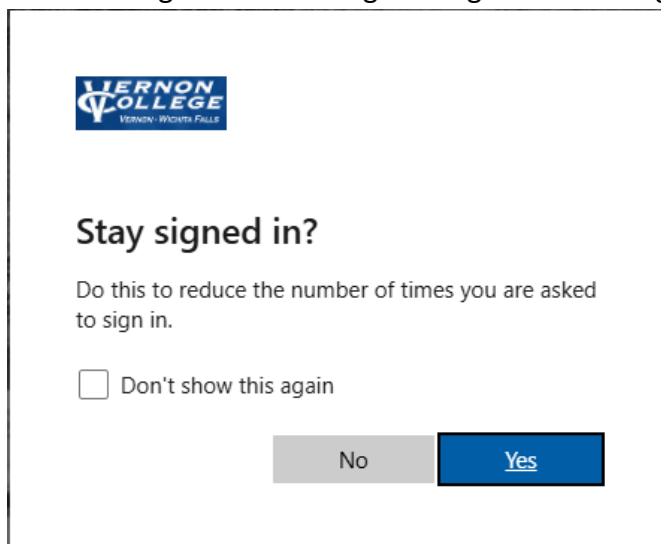 VERNON
COLLEGE
VERNON-WICHITA FALLS
Stay signed in?
Do this to reduce the number of times you are asked
to sign in.
Don't show this again
No
Yes